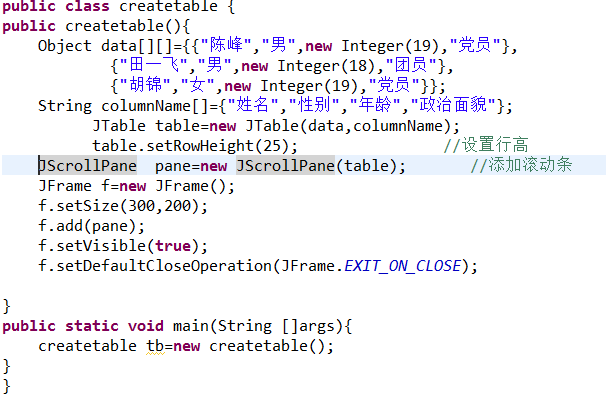 public class createtable {
public createtable(){
Object data[][]={{"陈峰","男",new Integer(19),"党员"},
{"田一飞","男",new Integer(18),"团员"},
{"胡锦","女",new Integer(19),"党员"}};
String columnName[]={"姓名","性别","年龄","政治面貌"};
JTable table=new JTable(data,columnName);
table.setRowHeight(25); //设置行高
JScrollPane pane=new JScrollPane(table); //添加滚动条
JFrame f=new JFrame();
f.setSize(300,200);
f.add(pane);
f.setVisible(true);
f.setDefaultCloseOperation(JFrame.EXIT_ON_CLOSE);
}
public static void main(String []args){
createtable tb=new createtable();
}
}